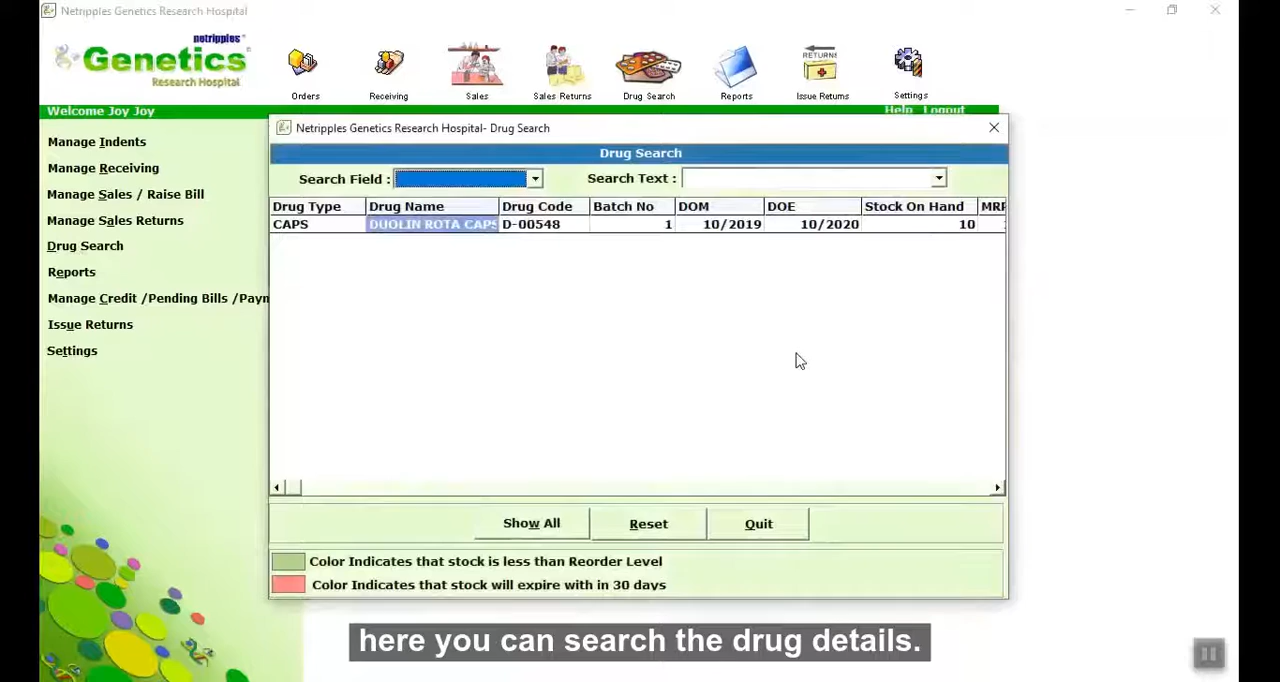 Netripples Genetics Research Hospital
netripples
Genetics
Research Hospital
Orders
Receiving
Sales
Sales Returns
Drug Search
Reports
RETURNS
Issue Returns
Settings
Welcome Joy Joy
Help Logout
Manage Indents
Manage Receiving
Manage Sales / Raise Bill
Manage Sales Returns
Drug Search
Reports
Manage Credit /Pending Bills /Payn
Issue Returns
Settings
Netripples Genetics Research Hospital- Drug Search
Drug Search
Search Field : Search Text :
Drug Type Drug Name Drug Code Batch No DOM DOE Stock On Hand MRP
CAPS DUOLIN ROTA CAPS D-00548 1 10/2019 10/2020 10
Show All Reset Quit
Color Indicates that stock is less than Reorder Level
Color Indicates that stock will expire with in 30 days
here you can search the drug details.